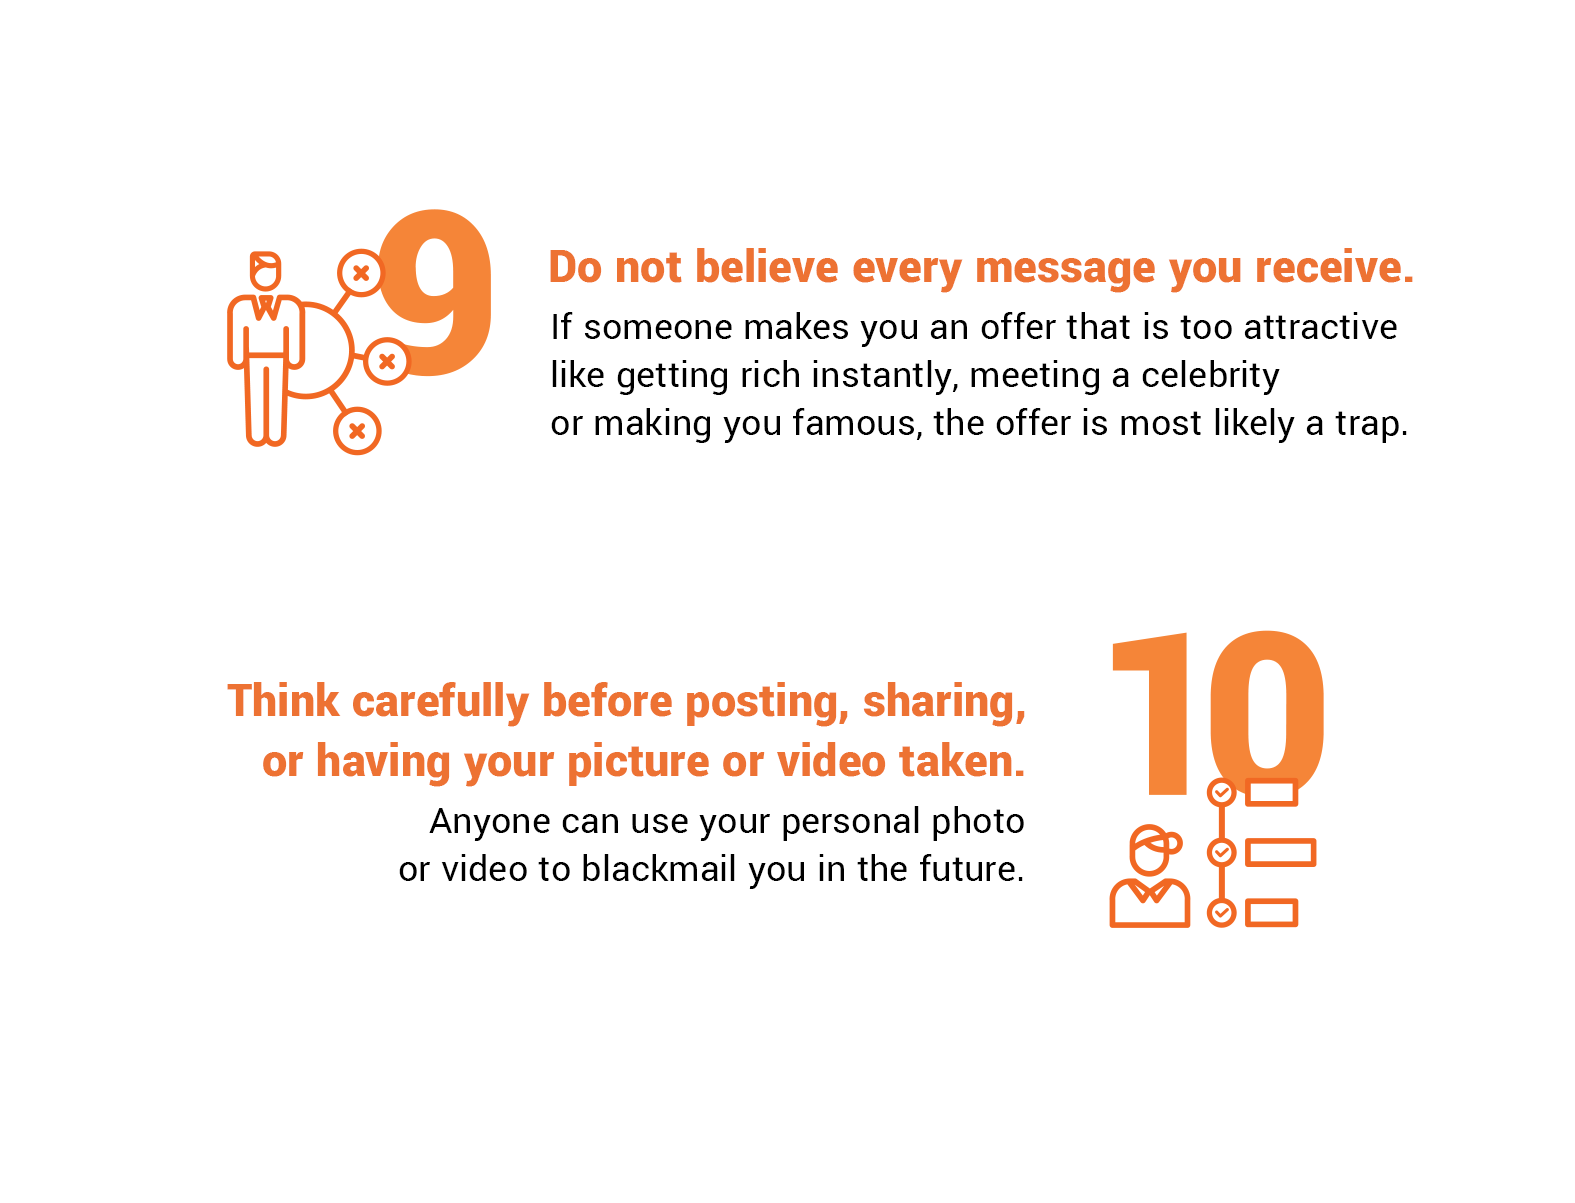 9
Do not believe every message you receive.
If someone makes you an offer that is too attractive
like getting rich instantly, meeting a celebrity
or making you famous, the offer is most likely a trap.
10
Think carefully before posting, sharing,
or having your picture or video taken.
Anyone can use your personal photo
or video to blackmail you in the future.